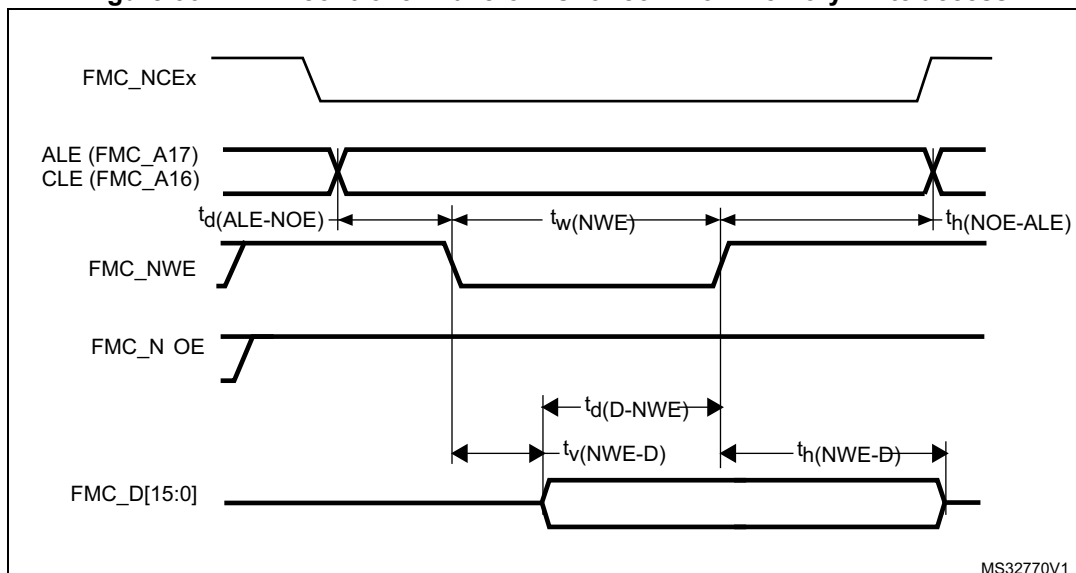 FMC_NCEx
ALE (FMC_A17)
CLE (FMC_A16)
td(ALE-NOE)
tw(NWE)
th(NOE-ALE)
FMC_NWE
FMC_N OE
td(D-NWE)
tv(NWE-D)
th(NWE-D)
FMC_D[15:0]
MS32770V1